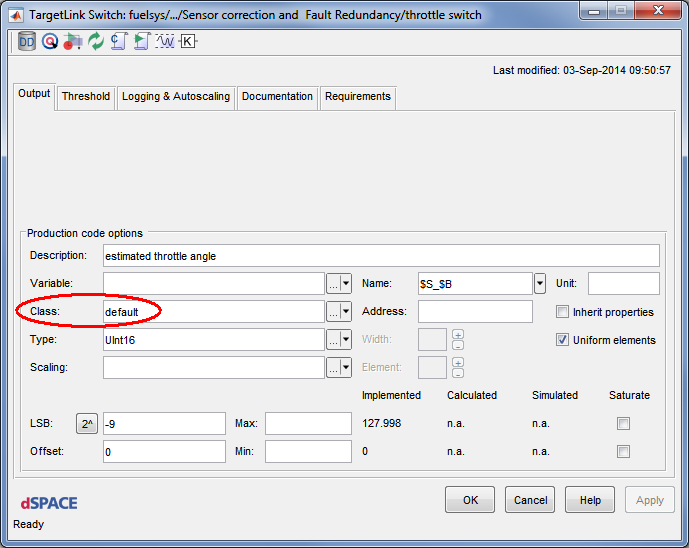 TargetLink Switch: fuelsys/.../Sensor correction and  Fault Redundancy/throttle switch
DD
K
Last modified: 03-Sep-2014 09:50:57
Output Threshold Logging & Autoscaling Documentation Requirements
Production code options
Description: estimated throttle angle
Variable: ... Name: $S_$B Unit:
Class: default ... Address: Inherit properties
Type: UInt16 ... Width: + - Uniform elements
Scaling: ... Element: + -
Implemented Calculated Simulated Saturate
LSB: 2^ -9 Max: 127.998 n.a. n.a.
Offset: 0 Min: 0 n.a. n.a.
dSPACE OK Cancel Help Apply
Ready